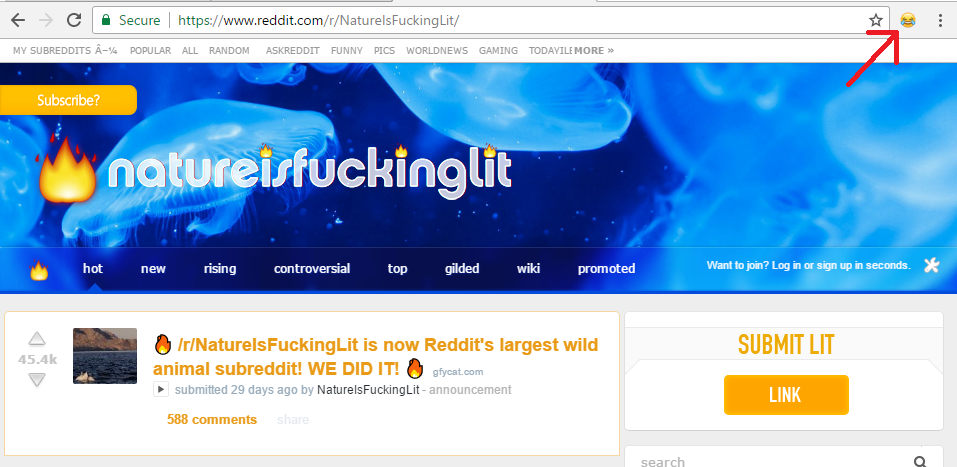 Secure https://www.reddit.com/r/NatureIsFuckingLit/
MY SUBREDDITS Â–¼ POPULAR ALL RANDOM ASKREDDIT FUNNY PICS WORLDNEWS GAMING TODAYILE MORE »
Subscribe?
natureisfuckinglit
hot new rising controversial top gilded wiki promoted Want to join? Log in or sign up in seconds.
45.4k
🔥 /r/NatureIsFuckingLit is now Reddit's largest wild
animal subreddit! WE DID IT! 🔥 gfycat.com
submitted 29 days ago by NatureIsFuckingLit - announcement
588 comments share
SUBMIT LIT
LINK
search